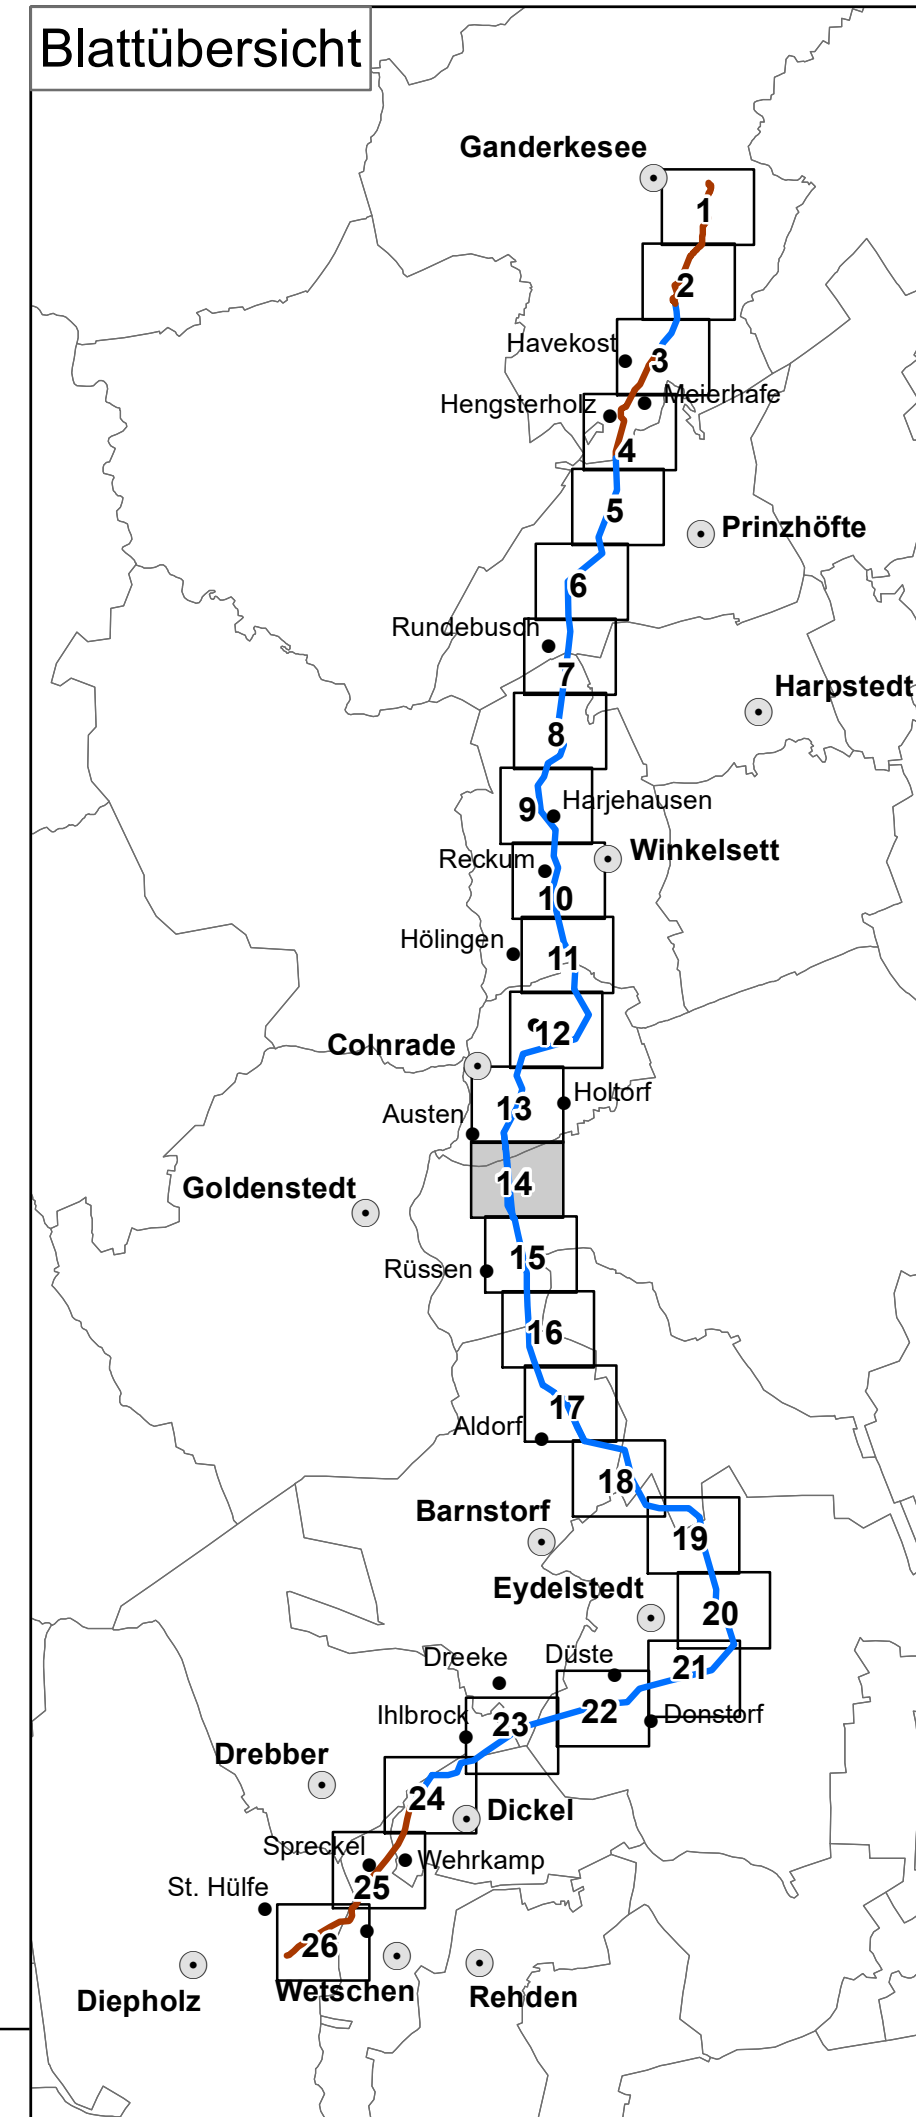 Blattübersicht
Ganderkesee
1
2
Havekost
3
Meierhafe
Hengsterholz
4
5
Prinzhöfte
6
Rundebusch
7
Harpstedt
8
9
Harjehausen
Winkelsett
Reckum
10
Hölingen
11
12
Colnrade
Holtorf
13
Austen
14
Goldenstedt
15
Rüssen
16
17
Aldorf
18
Barnstorf
19
Eydelstedt
20
Düste
Dreeke
21
22
Donstorf
Ihlbrock
23
Drebber
24
Dickel
Spreckel
Wehrkamp
25
St. Hülfe
26
Wetschen
Rehden
Diepholz